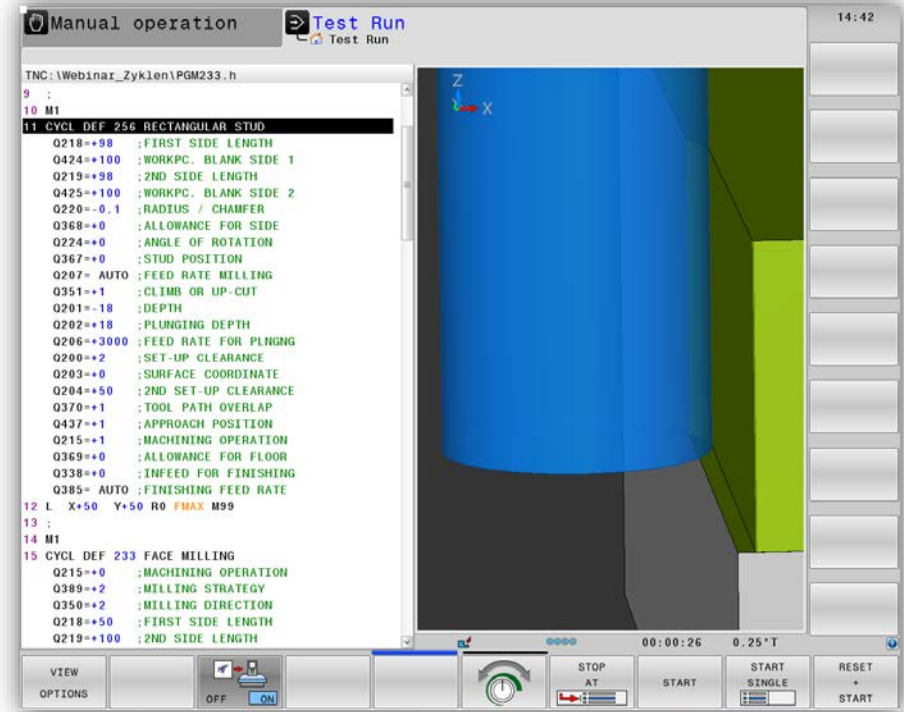 Manual operation
Test Run
Test Run
14:42
TNC:\Webinar_Zyklen\PGM233.h
9 ;
10 M1
11 CYCL DEF 256 RECTANGULAR STUD
Q218=+98 ;FIRST SIDE LENGTH
Q424=+100 ;WORKPC. BLANK SIDE 1
Q219=+98 ;2ND SIDE LENGTH
Q425=+100 ;WORKPC. BLANK SIDE 2
Q220=-0.1 ;RADIUS / CHAMFER
Q368=+0 ;ALLOWANCE FOR SIDE
Q224=+0 ;ANGLE OF ROTATION
Q367=+0 ;STUD POSITION
Q207= AUTO ;FEED RATE MILLING
Q351=+1 ;CLIMB OR UP-CUT
Q201=-18 ;DEPTH
Q202=+18 ;PLUNGING DEPTH
Q206=+3000 ;FEED RATE FOR PLNGNG
Q200=+2 ;SET-UP CLEARANCE
Q203=+0 ;SURFACE COORDINATE
Q204=+50 ;2ND SET-UP CLEARANCE
Q370=+1 ;TOOL PATH OVERLAP
Q437=+1 ;APPROACH POSITION
Q215=+1 ;MACHINING OPERATION
Q369=+0 ;ALLOWANCE FOR FLOOR
Q338=+0 ;INFEED FOR FINISHING
Q385= AUTO ;FINISHING FEED RATE
12 L X+50 Y+50 R0 FMAX M99
13 ;
14 M1
15 CYCL DEF 233 FACE MILLING
Q215=+0 ;MACHINING OPERATION
Q389=+2 ;MILLING STRATEGY
Q350=+2 ;MILLING DIRECTION
Q218=+50 ;FIRST SIDE LENGTH
Q219=+100 ;2ND SIDE LENGTH
Z
X
00:00:26 0.25*T
VIEW
OPTIONS
OFF ON
STOP
AT
START
START
SINGLE
RESET
+
START